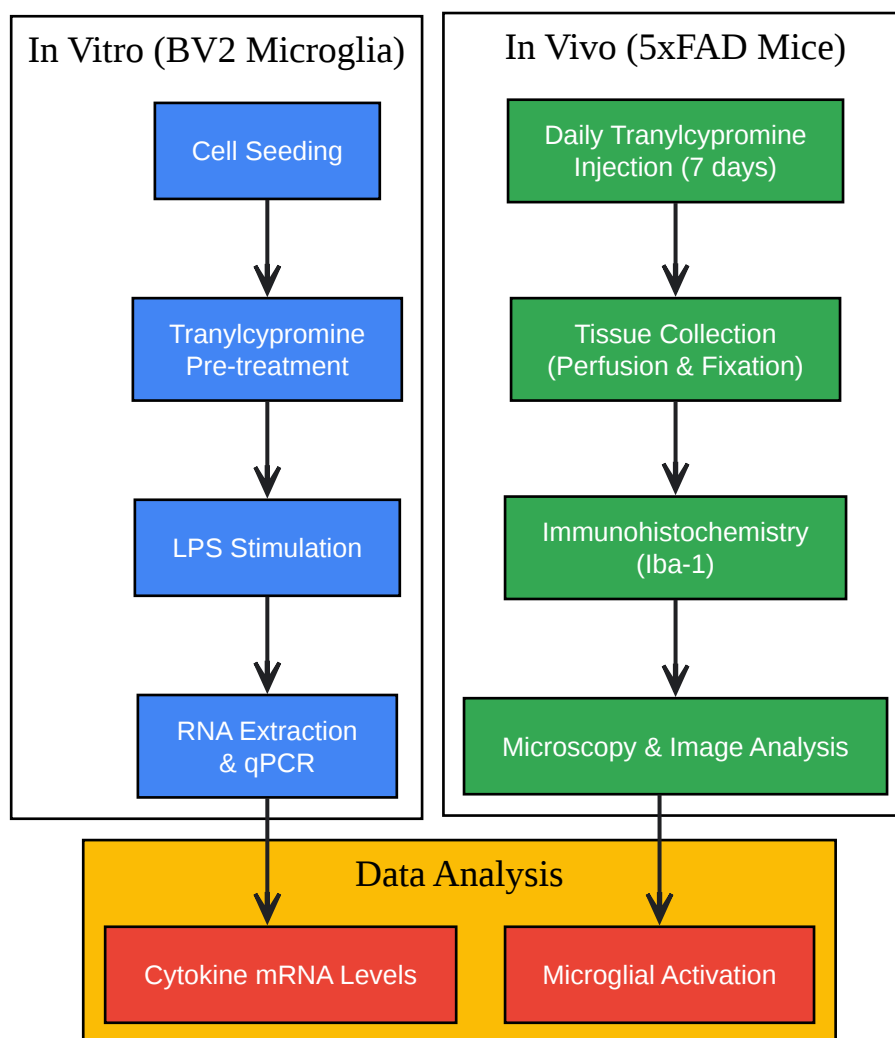 In Vitro (BV2 Microglia)
Cell Seeding
Tranylcypromine
Pre-treatment
LPS Stimulation
RNA Extraction
& qPCR
In Vivo (5xFAD Mice)
Daily Tranylcypromine
Injection (7 days)
Tissue Collection
(Perfusion & Fixation)
Immunohistochemistry
(Iba-1)
Microscopy & Image Analysis
Data Analysis
Cytokine mRNA Levels
Microglial Activation